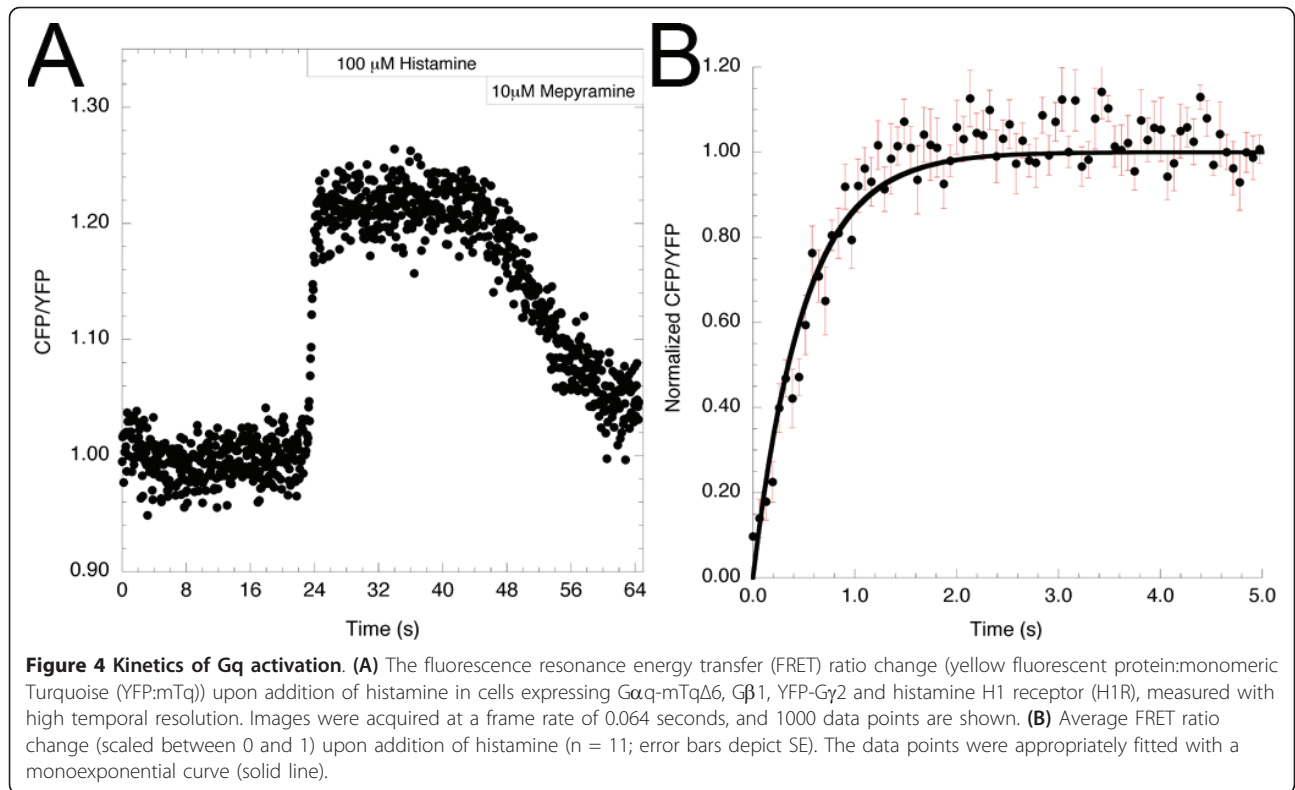 A
100 μM Histamine
10μM Mepyramine
1.30
1.20
1.10
1.00
0.90
CFP/YFP
0 8 16 24 32 40 48 56 64
Time (s)
B
1.20
1.00
0.80
0.60
0.40
0.20
0.00
Normalized CFP/YFP
0.0 1.0 2.0 3.0 4.0 5.0
Time (s)
Figure 4 Kinetics of Gq activation. (A) The fluorescence resonance energy transfer (FRET) ratio change (yellow fluorescent protein:monomeric
Turquoise (YFP:mTq)) upon addition of histamine in cells expressing Gαq-mTqΔ6, Gβ1, YFP-Gγ2 and histamine H1 receptor (H1R), measured with
high temporal resolution. Images were acquired at a frame rate of 0.064 seconds, and 1000 data points are shown. (B) Average FRET ratio
change (scaled between 0 and 1) upon addition of histamine (n = 11; error bars depict SE). The data points were appropriately fitted with a
monoexponential curve (solid line).